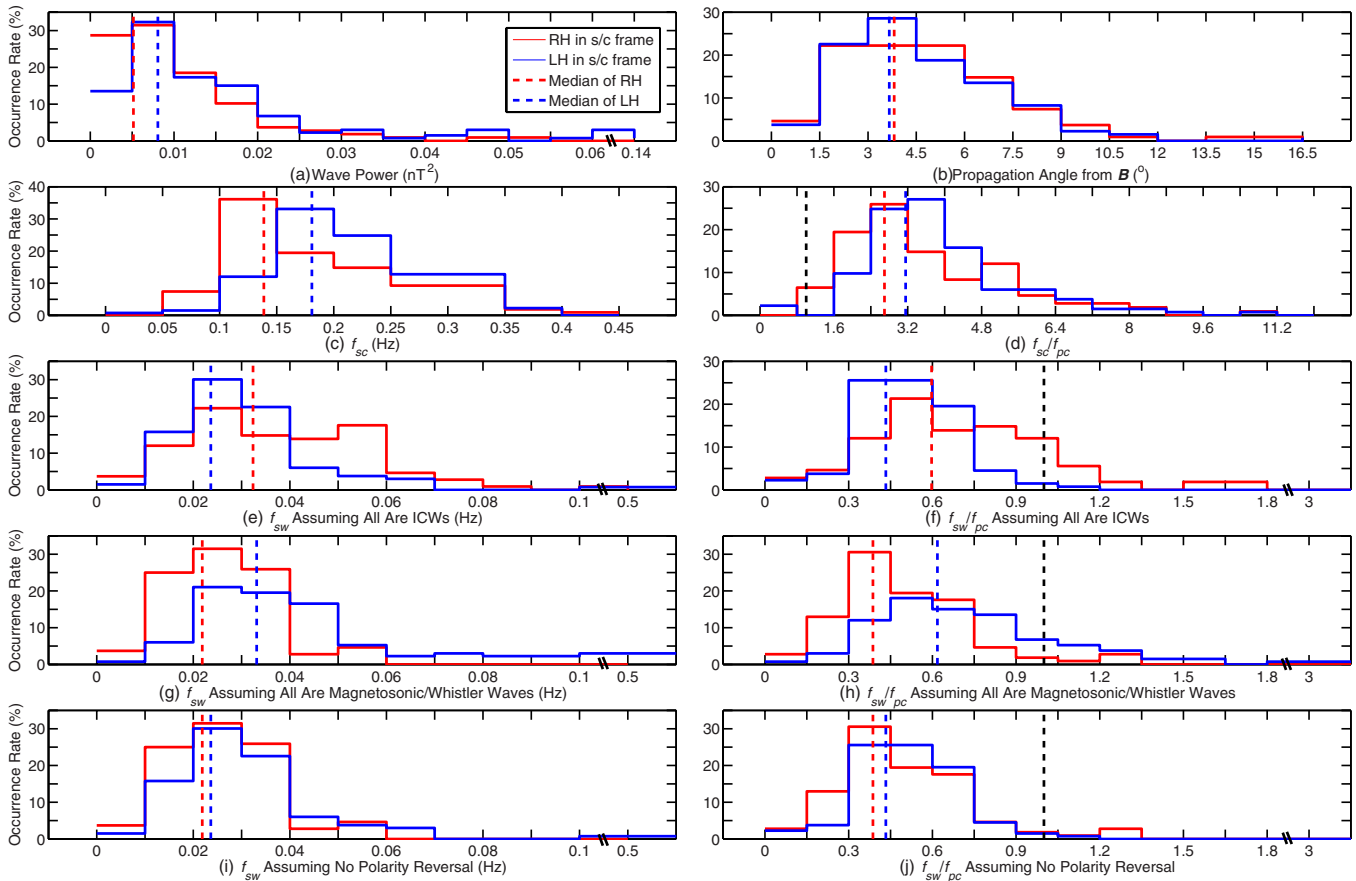 Occurrence Rate (%)
30
20
10
0
0 0.01 0.02 0.03 0.04 0.05 0.06 0.14
(a)Wave Power (nT²)
RH in s/c frame
LH in s/c frame
Median of RH
Median of LH
30
20
10
0
0 1.5 3 4.5 6 7.5 9 10.5 12 13.5 15 16.5
(b)Propagation Angle from B (°)
Occurrence Rate (%)
40
30
20
10
0
0 0.05 0.1 0.15 0.2 0.25 0.3 0.35 0.4 0.45
(c) f_sc (Hz)
30
20
10
0
0 1.6 3.2 4.8 6.4 8 9.6 11.2
(d) f_sc/f_pc
Occurrence Rate (%)
30
20
10
0
0 0.02 0.04 0.06 0.08 0.1 0.5
(e) f_sw Assuming All Are ICWs (Hz)
30
20
10
0
0 0.3 0.6 0.9 1.2 1.5 1.8 3
(f) f_sw/f_pc Assuming All Are ICWs
Occurrence Rate (%)
30
20
10
0
0 0.02 0.04 0.06 0.08 0.1 0.5
(g) f_sw Assuming All Are Magnetosonic/Whistler Waves (Hz)
30
20
10
0
0 0.3 0.6 0.9 1.2 1.5 1.8 3
(h) f_sw/f_pc Assuming All Are Magnetosonic/Whistler Waves
Occurrence Rate (%)
30
20
10
0
0 0.02 0.04 0.06 0.08 0.1 0.5
(i) f_sw Assuming No Polarity Reversal (Hz)
30
20
10
0
0 0.3 0.6 0.9 1.2 1.5 1.8 3
(j) f_sw/f_pc Assuming No Polarity Reversal